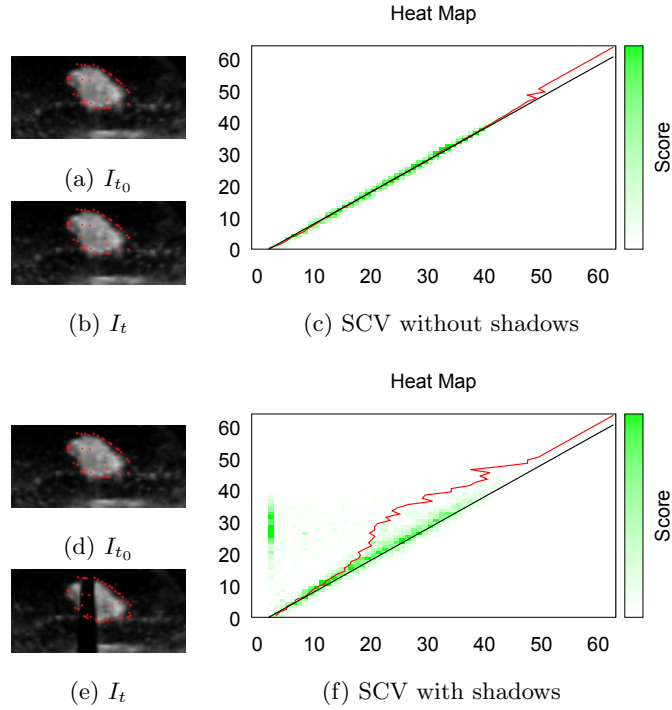 Heat Map
60
50
40
30
20
10
0
0 10 20 30 40 50 60
Score
(a) I_{t_0}
(b) I_t
(c) SCV without shadows
Heat Map
60
50
40
30
20
10
0
0 10 20 30 40 50 60
Score
(d) I_{t_0}
(e) I_t
(f) SCV with shadows